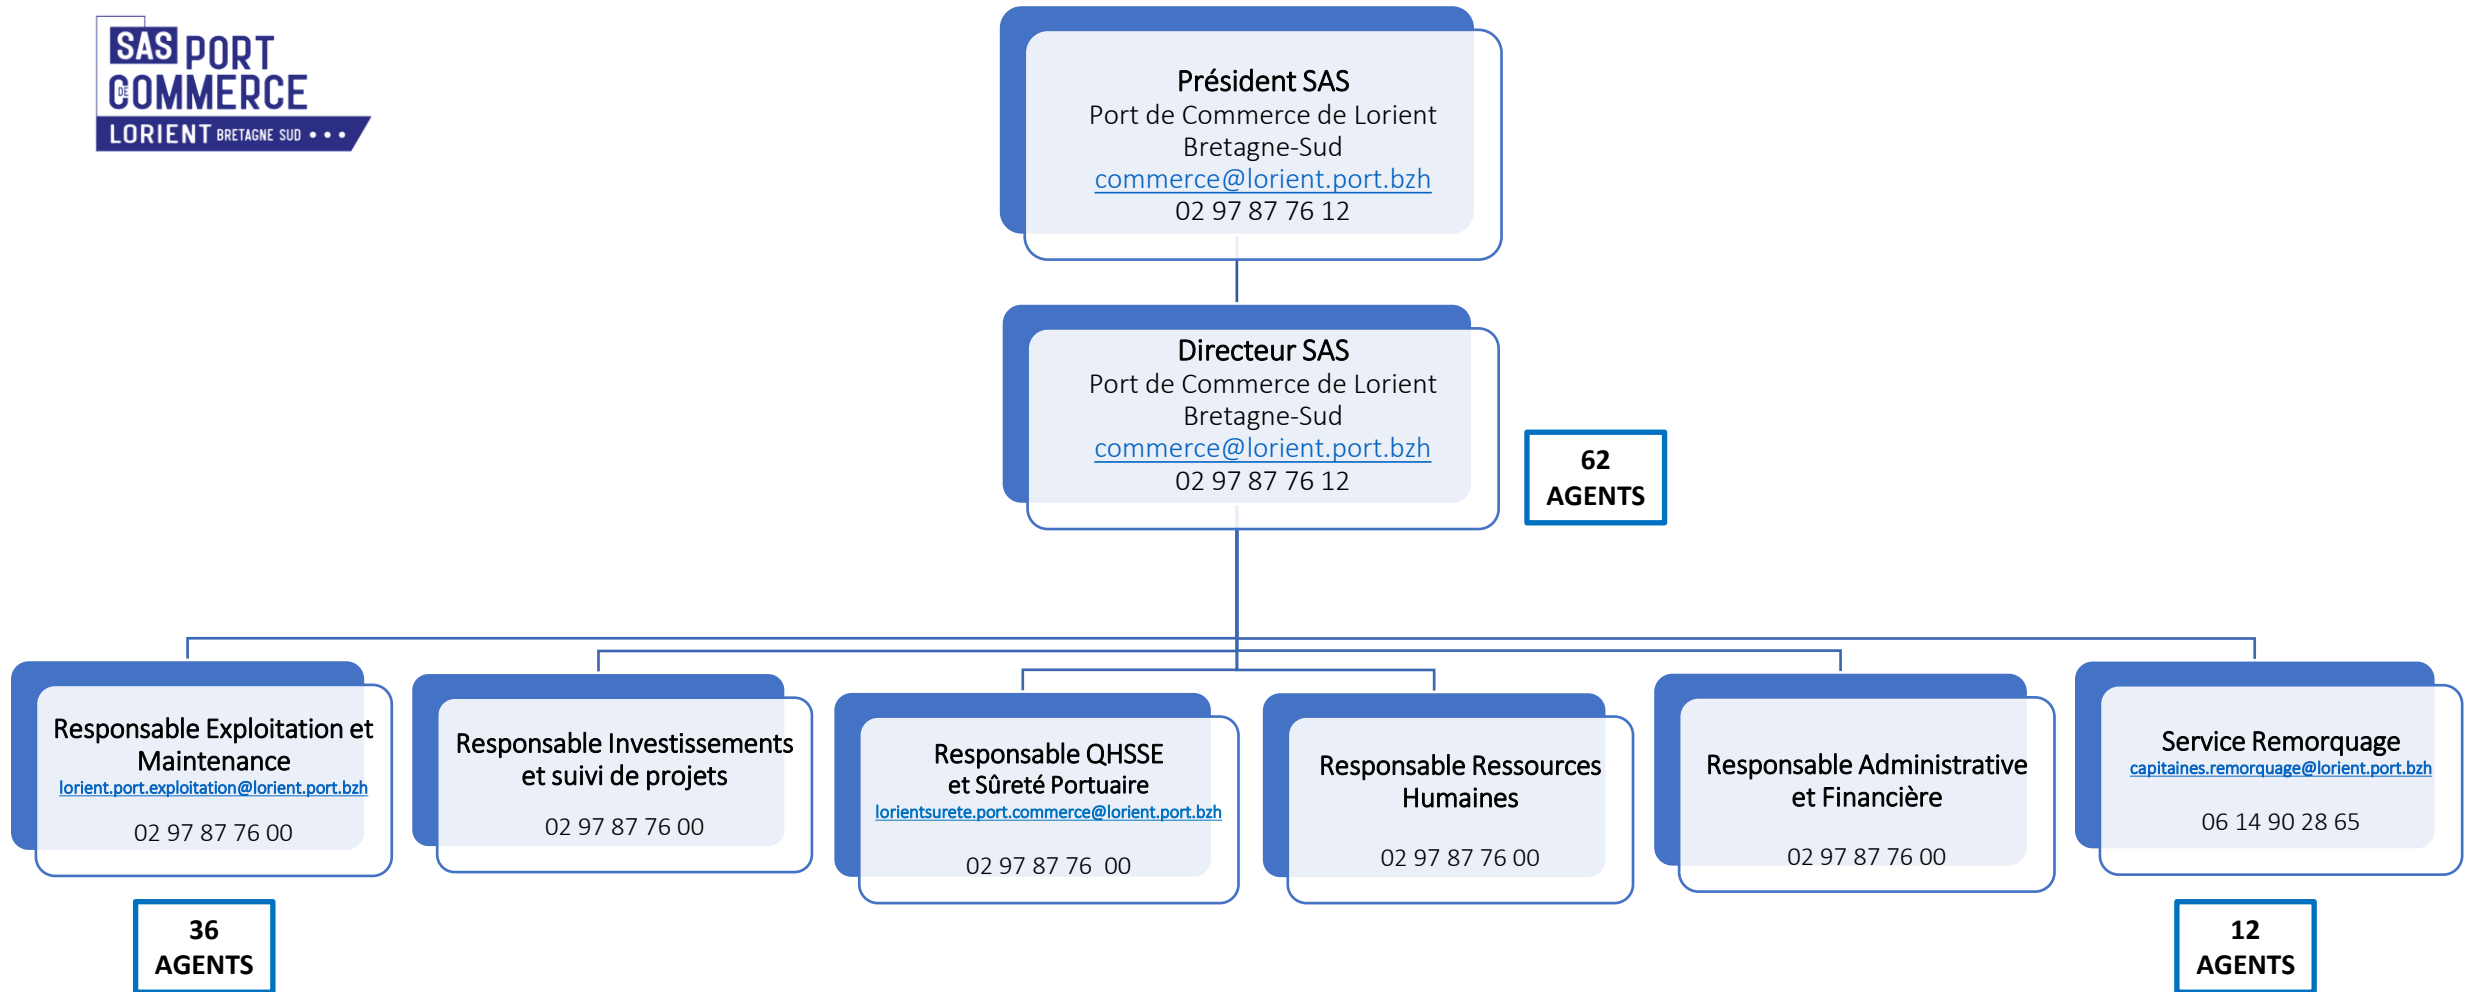 SAS PORT
DE COMMERCE
LORIENT BRETAGNE SUD
Président SAS
Port de Commerce de Lorient
Bretagne-Sud
commerce@lorient.port.bzh
02 97 87 76 12
Directeur SAS
Port de Commerce de Lorient
Bretagne-Sud
commerce@lorient.port.bzh
02 97 87 76 12
62
AGENTS
Responsable Exploitation et
Maintenance
lorient.port.exploitation@lorient.port.bzh
02 97 87 76 00
36
AGENTS
Responsable Investissements
et suivi de projets
02 97 87 76 00
Responsable QHSSE
et Sûreté Portuaire
lorientsurete.port.commerce@lorient.port.bzh
02 97 87 76  00
Responsable Ressources
Humaines
02 97 87 76 00
Responsable Administrative
et Financière
02 97 87 76 00
Service Remorquage
capitaines.remorquage@lorient.port.bzh
06 14 90 28 65
12
AGENTS